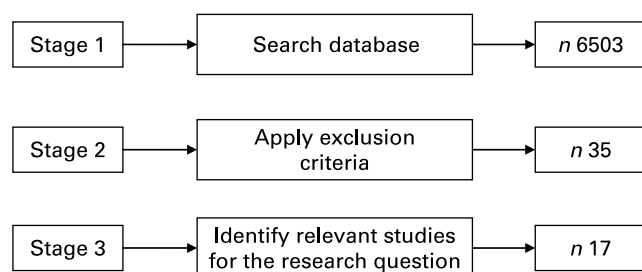 Stage 1
Search database
n 6503
Stage 2
Apply exclusion
criteria
n 35
Stage 3
Identify relevant studies
for the research question
n 17